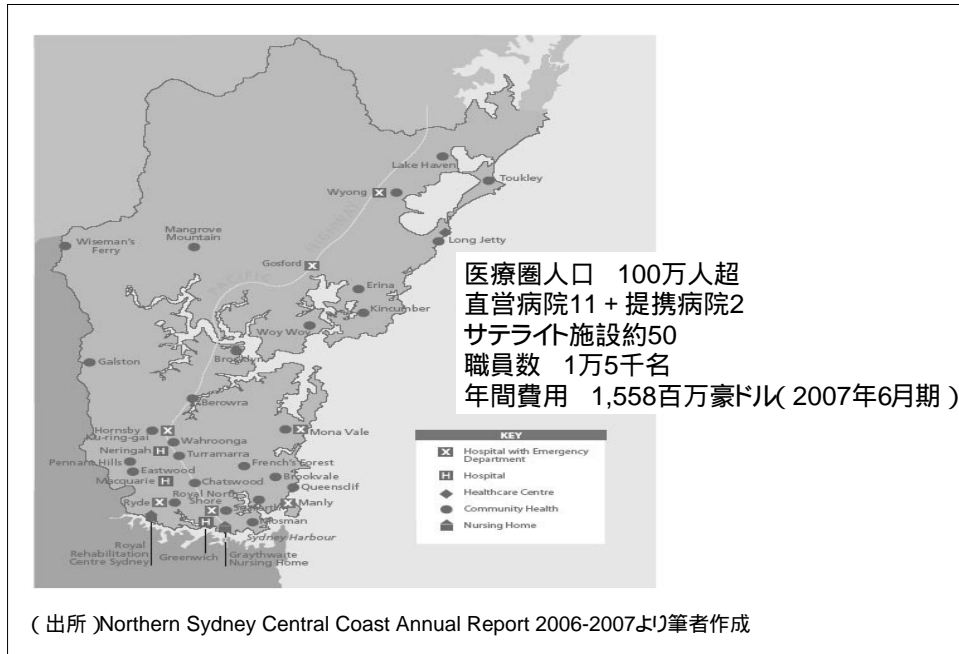 Lake Haven
Toukley
Wyong
Mangrove
Mountain
Wiseman's
Ferry
Long Jetty
PACIFIC HIGHWAY
Gosford
Erina
Kincumber
Woy Woy
Brooklyn
Galston
Berowra
Hornsby
Ku-ring-gai
Mona Vale
Wahroonga
Neringah
Turramurra
Pennant Hills
French's Forest
Eastwood
Brookvale
Macquarie
Chatswood
Queensclif
Royal North
Shore
Ryde
Manly
Mosman
Sydney Harbour
Royal
Rehabilitation
Centre Sydney
Greenwich
Graythwaite
Nursing Home
医療圏人口 100万人超
直営病院11 + 提携病院2
サテライト施設約50
職員数 1万5千名
年間費用 1,558百万豪ドル( 2007年6月期 )
KEY
Hospital with Emergency
Department
Hospital
Healthcare Centre
Community Health
Nursing Home
( 出所 )Northern Sydney Central Coast Annual Report 2006-2007より筆者作成